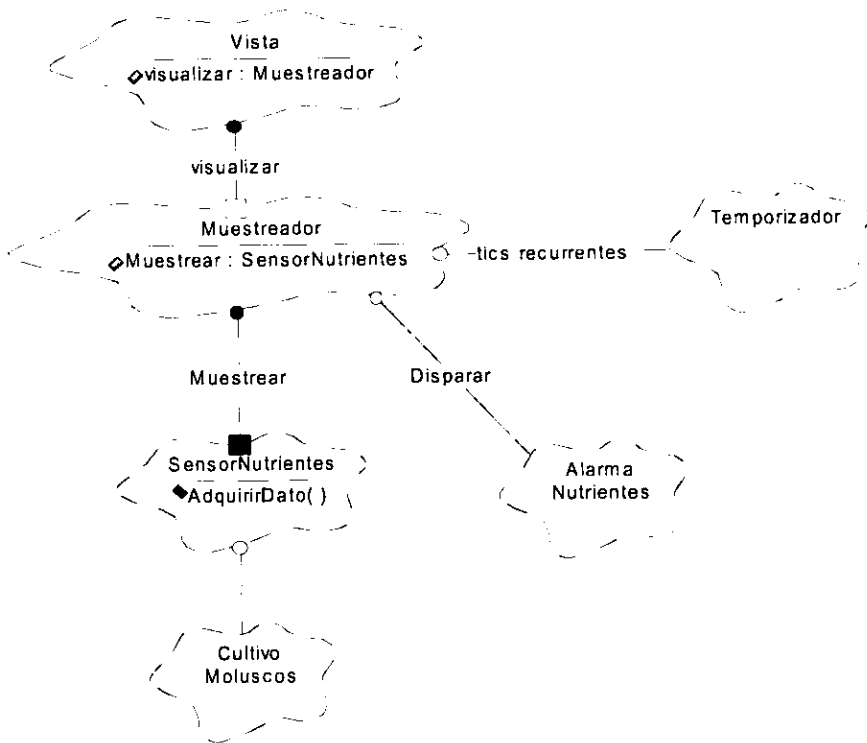 Vista
visualizar : Muestreador
visualizar
Muestreador
Muestrear : SensorNutrientes
-tics recurrentes
Temporizador
Muestrear
Disparar
SensorNutrientes
AdquirirDato( )
Alarma
Nutrientes
Cultivo
Moluscos